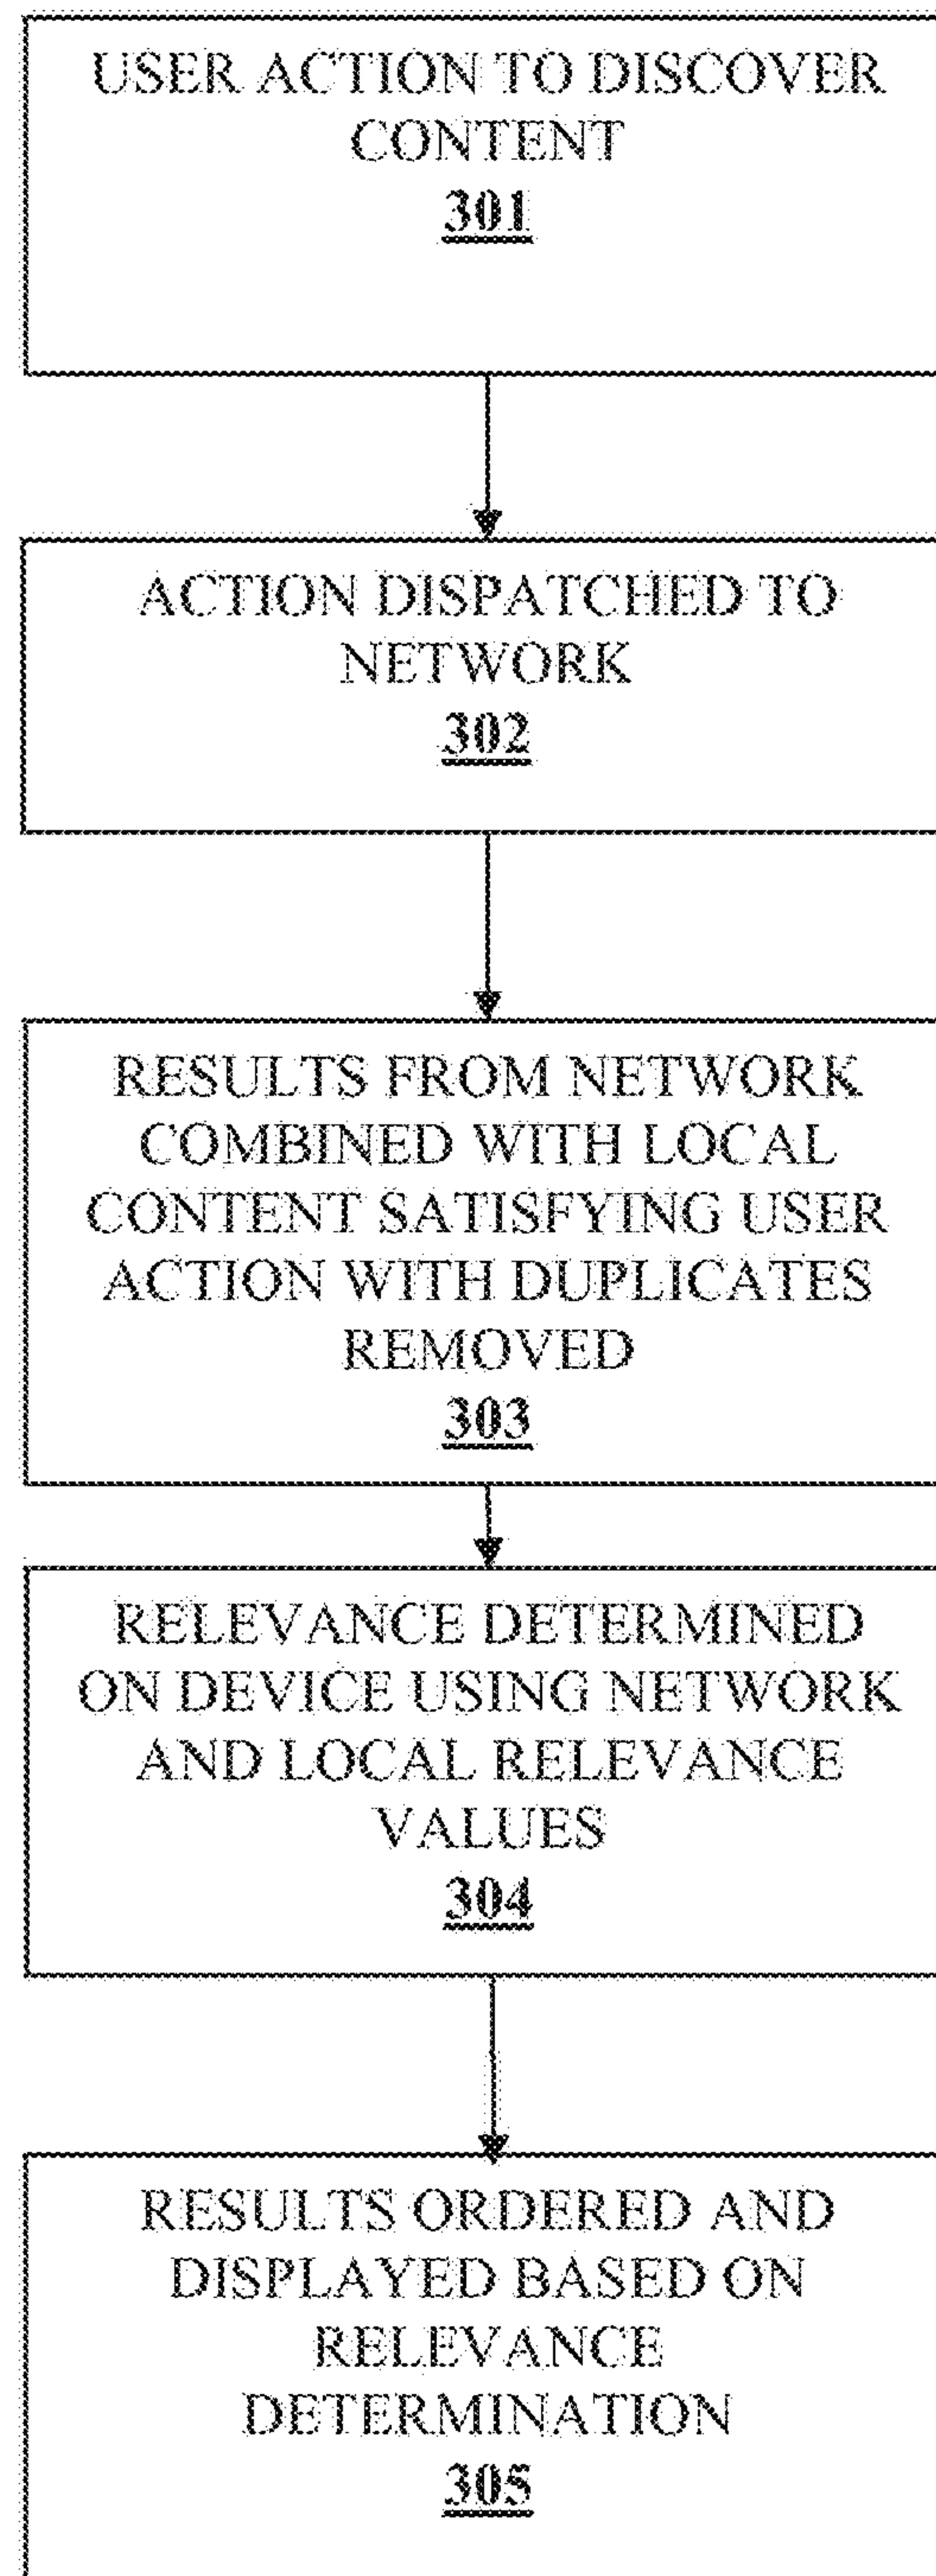 USER ACTION TO DISCOVER
CONTENT
301
ACTION DISPATCHED TO
NETWORK
302
RESULTS FROM NETWORK
COMBINED WITH LOCAL
CONTENT SATISFYING USER
ACTION WITH DUPLICATES
REMOVED
303
RELEVANCE DETERMINED
ON DEVICE USING NETWORK
AND LOCAL RELEVANCE
VALUES
304
RESULTS ORDERED AND
DISPLAYED BASED ON
RELEVANCE
DETERMINATION
305